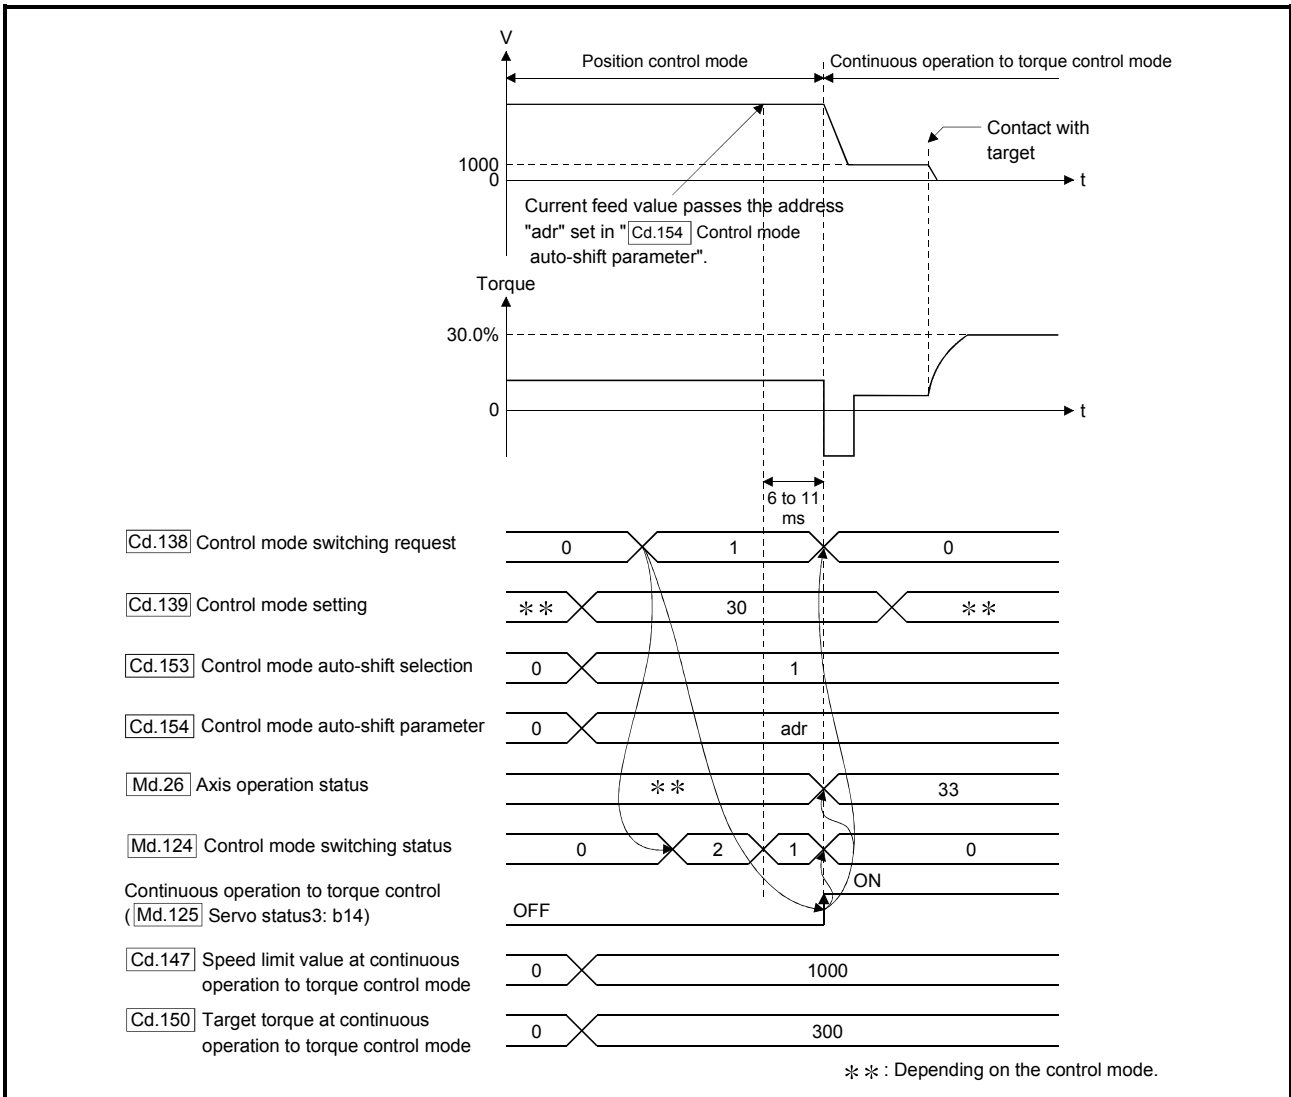 V
Position control mode
Continuous operation to torque control mode
Contact with
target
1000
0
t
Current feed value passes the address
"adr" set in " Cd.154 Control mode
auto-shift parameter".
Torque
30.0%
0
t
6 to 11
ms
Cd.138 Control mode switching request
0 1 0
Cd.139 Control mode setting
** 30 **
Cd.153 Control mode auto-shift selection
0 1
Cd.154 Control mode auto-shift parameter
0 adr
Md.26 Axis operation status
** 33
Md.124 Control mode switching status
0 2 1 0
Continuous operation to torque control
( Md.125 Servo status3: b14)
OFF
ON
Cd.147 Speed limit value at continuous
operation to torque control mode
0 1000
Cd.150 Target torque at continuous
operation to torque control mode
0 300
** : Depending on the control mode.